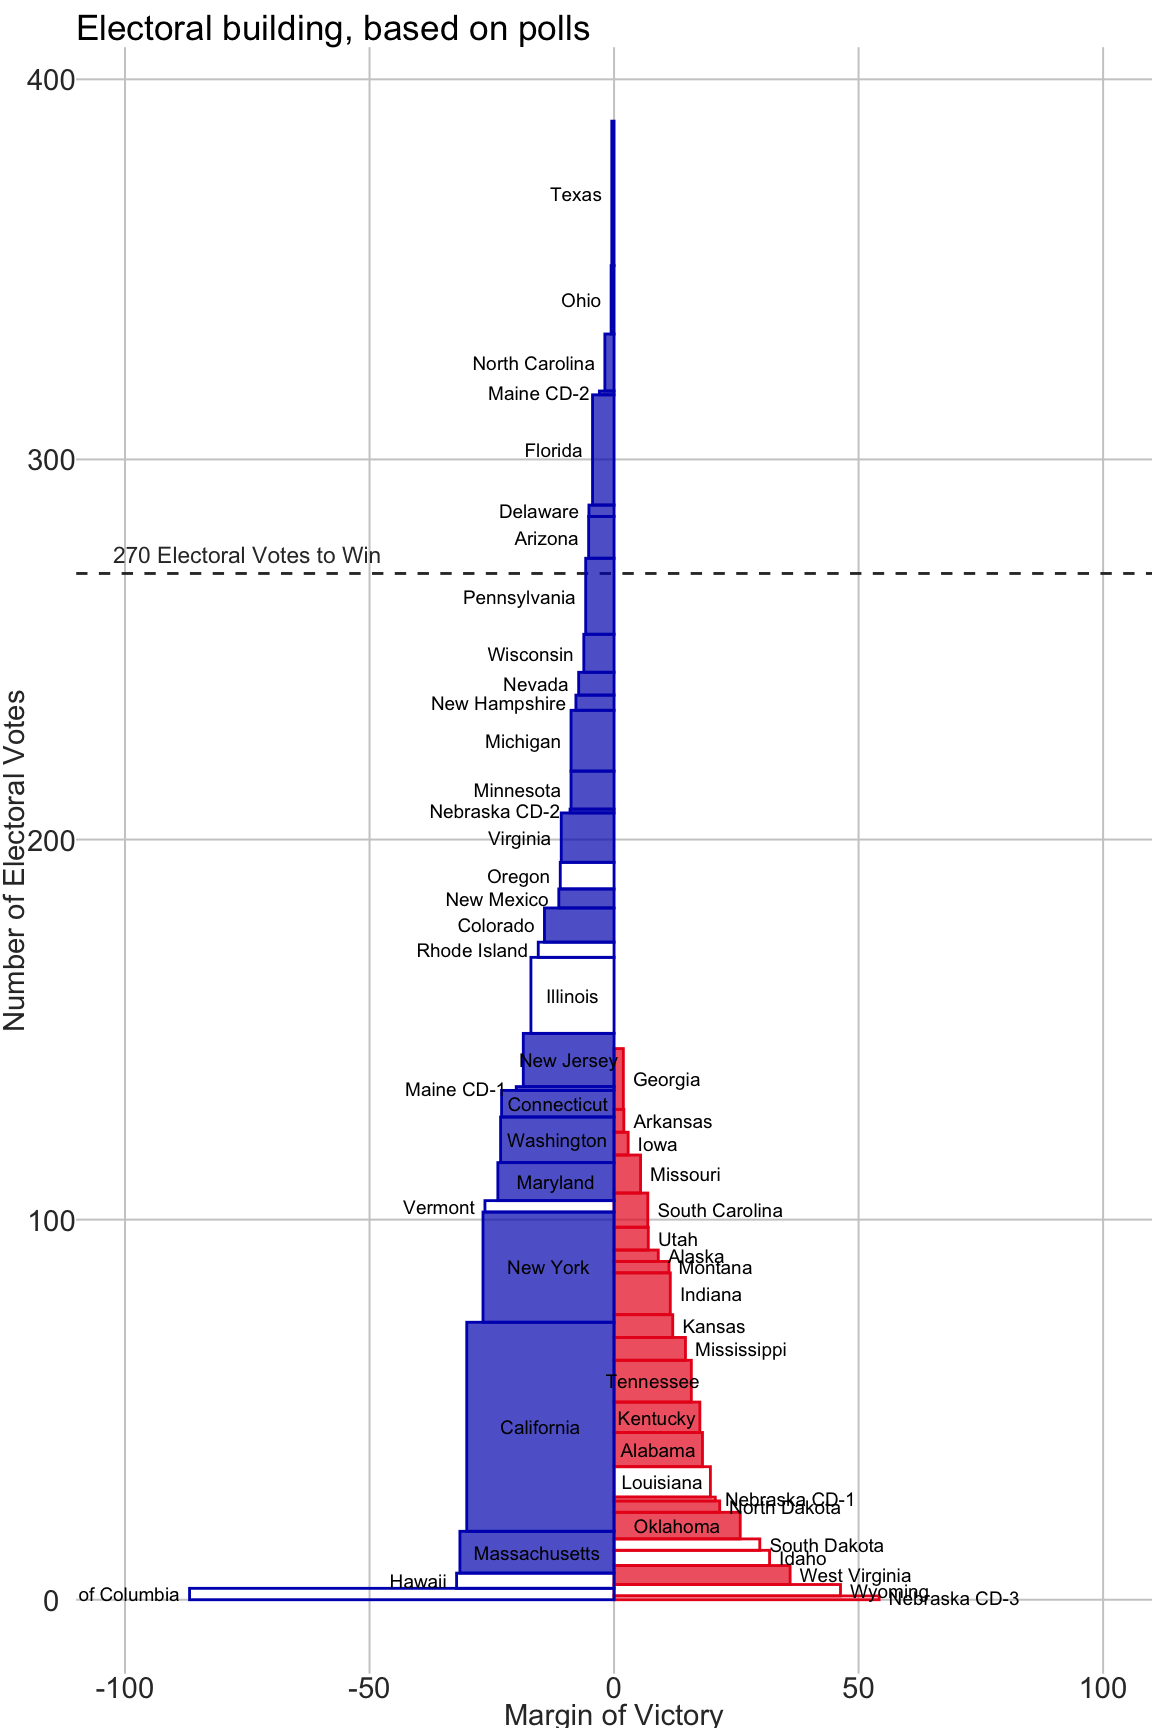 Electoral building, based on polls
400
Texas
Ohio
North Carolina
Maine CD-2
300
Florida
Delaware
Arizona
270 Electoral Votes to Win
Pennsylvania
Wisconsin
Nevada
New Hampshire
Michigan
Minnesota
Nebraska CD-2
Virginia
200
Oregon
New Mexico
Colorado
Rhode Island
Illinois
New Jersey
Georgia
Maine CD-1
Connecticut
Arkansas
Washington
Iowa
Missouri
Maryland
Vermont
South Carolina
100
Utah
Alaska
New York
Montana
Indiana
Kansas
Mississippi
Tennessee
Kentucky
California
Alabama
Louisiana
Nebraska CD-1
North Dakota
Oklahoma
South Dakota
Massachusetts
Idaho
West Virginia
Hawaii
Wyoming
of Columbia
Nebraska CD-3
0
-100 -50 0 50 100
Margin of Victory
Number of Electoral Votes